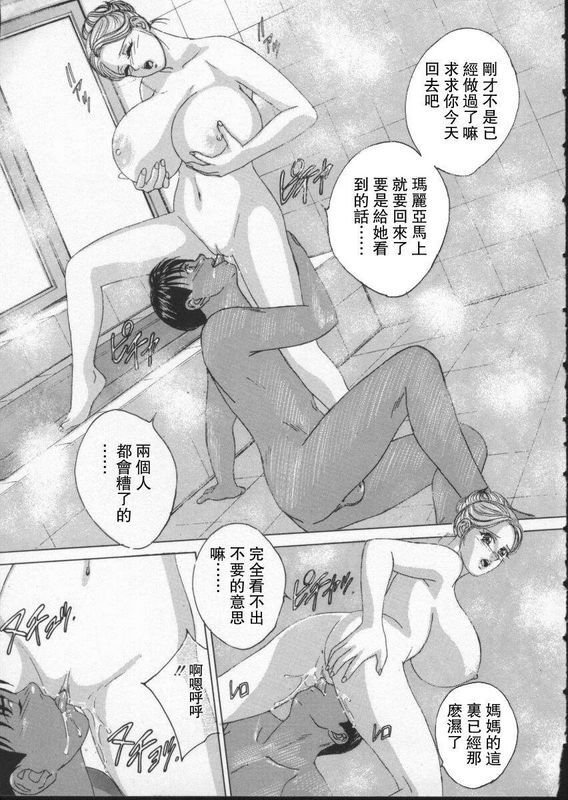 剛才不是已
經做過了嘛
求求你今天
回去吧
瑪麗亞馬上
就要回來了
要是給她看
到的話……
兩個人
都會糟了的
……
完全看不出
不要的意思
嘛……
媽媽的這
裏已經那
麽濕了
啊嗯呼呼
!!